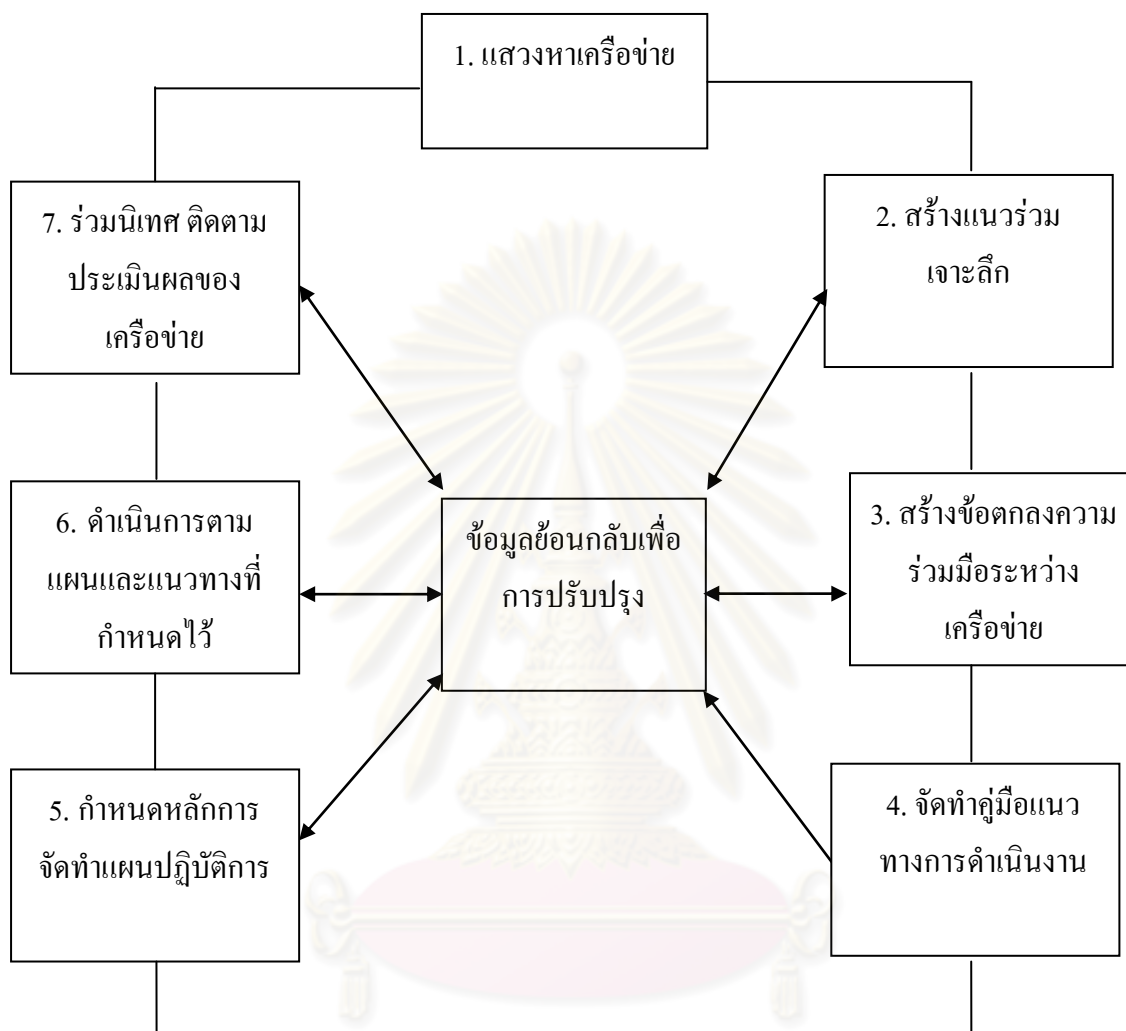 1. แสวงหาเครือข่าย
2. สร้างแนวร่วม
เจาะลึก
3. สร้างข้อตกลงความ
ร่วมมือระหว่าง
เครือข่าย
4. จัดทำคู่มือแนว
ทางการดำเนินงาน
5. กำหนดหลักการ
จัดทำแผนปฏิบัติการ
6. ดำเนินการตาม
แผนและแนวทางที่
กำหนดไว้
7. ร่วมนิเทศ ติดตาม
ประเมินผลของ
เครือข่าย
ข้อมูลย้อนกลับเพื่อ
การปรับปรุง